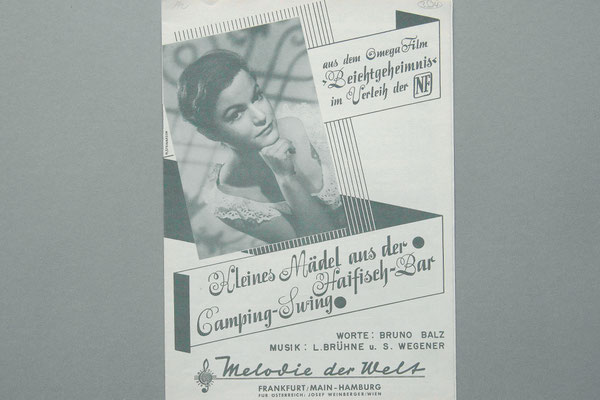 aus dem Omega Film
"Beichtgeheimnis"
im Verleih der NF
Kleines Mädel aus der
Haifisch-Bar
Camping-Swing
WORTE: BRUNO BALZ
MUSIK: L. BRÜHNE u. S. WEGENER
Melodie der Welt
FRANKFURT/MAIN-HAMBURG
FÜR ÖSTERREICH: JOSEF WEINBERGER/WIEN